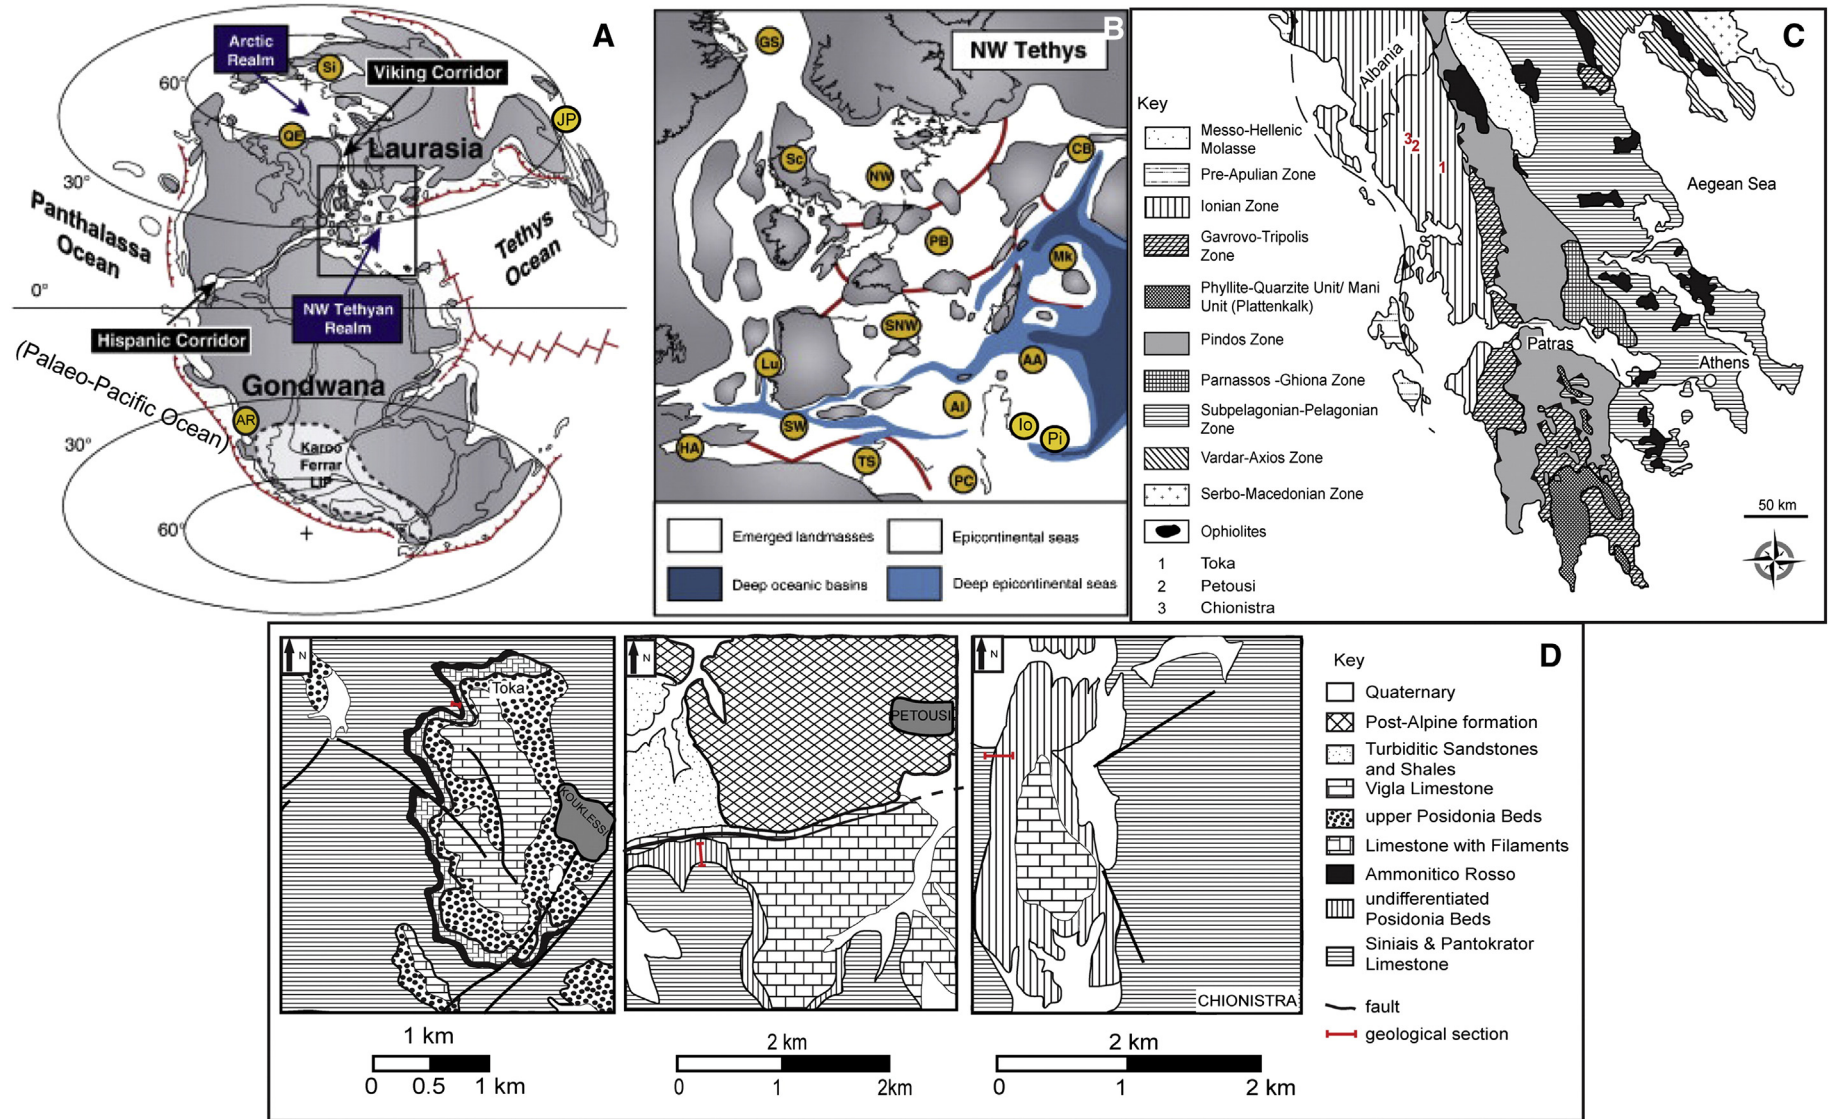 A
Arctic
Realm
Si
Viking Corridor
60°
JP
QE
Laurasia
30°
Panthalassa
Ocean
Tethys
Ocean
0°
NW Tethyan
Realm
Hispanic Corridor
(Palaeo-Pacific Ocean)
Gondwana
AR
30°
Karoo
Ferrar
LIP
60°
B
GS
NW Tethys
CB
Sc
NW
PB
Mk
SNW
Lu
AA
AI
Io
Pi
SW
HA
TS
PC
Emerged landmasses
Epicontinental seas
Deep oceanic basins
Deep epicontinental seas
C
Albania
Key
Messo-Hellenic
Molasse
Pre-Apulian Zone
Ionian Zone
Gavrovo-Tripolis
Zone
Phyllite-Quarzite Unit/ Mani
Unit (Plattenkalk)
Pindos Zone
Parnassos -Ghiona Zone
Subpelagonian-Pelagonian
Zone
Vardar-Axios Zone
Serbo-Macedonian Zone
Ophiolites
1 Toka
2 Petousi
3 Chionistra
3
2
1
Aegean Sea
Patras
Athens
50 km
D
N
Toka
KOUKLESSI
1 km
0 0.5 1 km
N
PETOUSI
2 km
0 1 2km
N
CHIONISTRA
2 km
0 1 2 km
Key
Quaternary
Post-Alpine formation
Turbiditic Sandstones
and Shales
Vigla Limestone
upper Posidonia Beds
Limestone with Filaments
Ammonitico Rosso
undifferentiated
Posidonia Beds
Siniais & Pantokrator
Limestone
fault
geological section